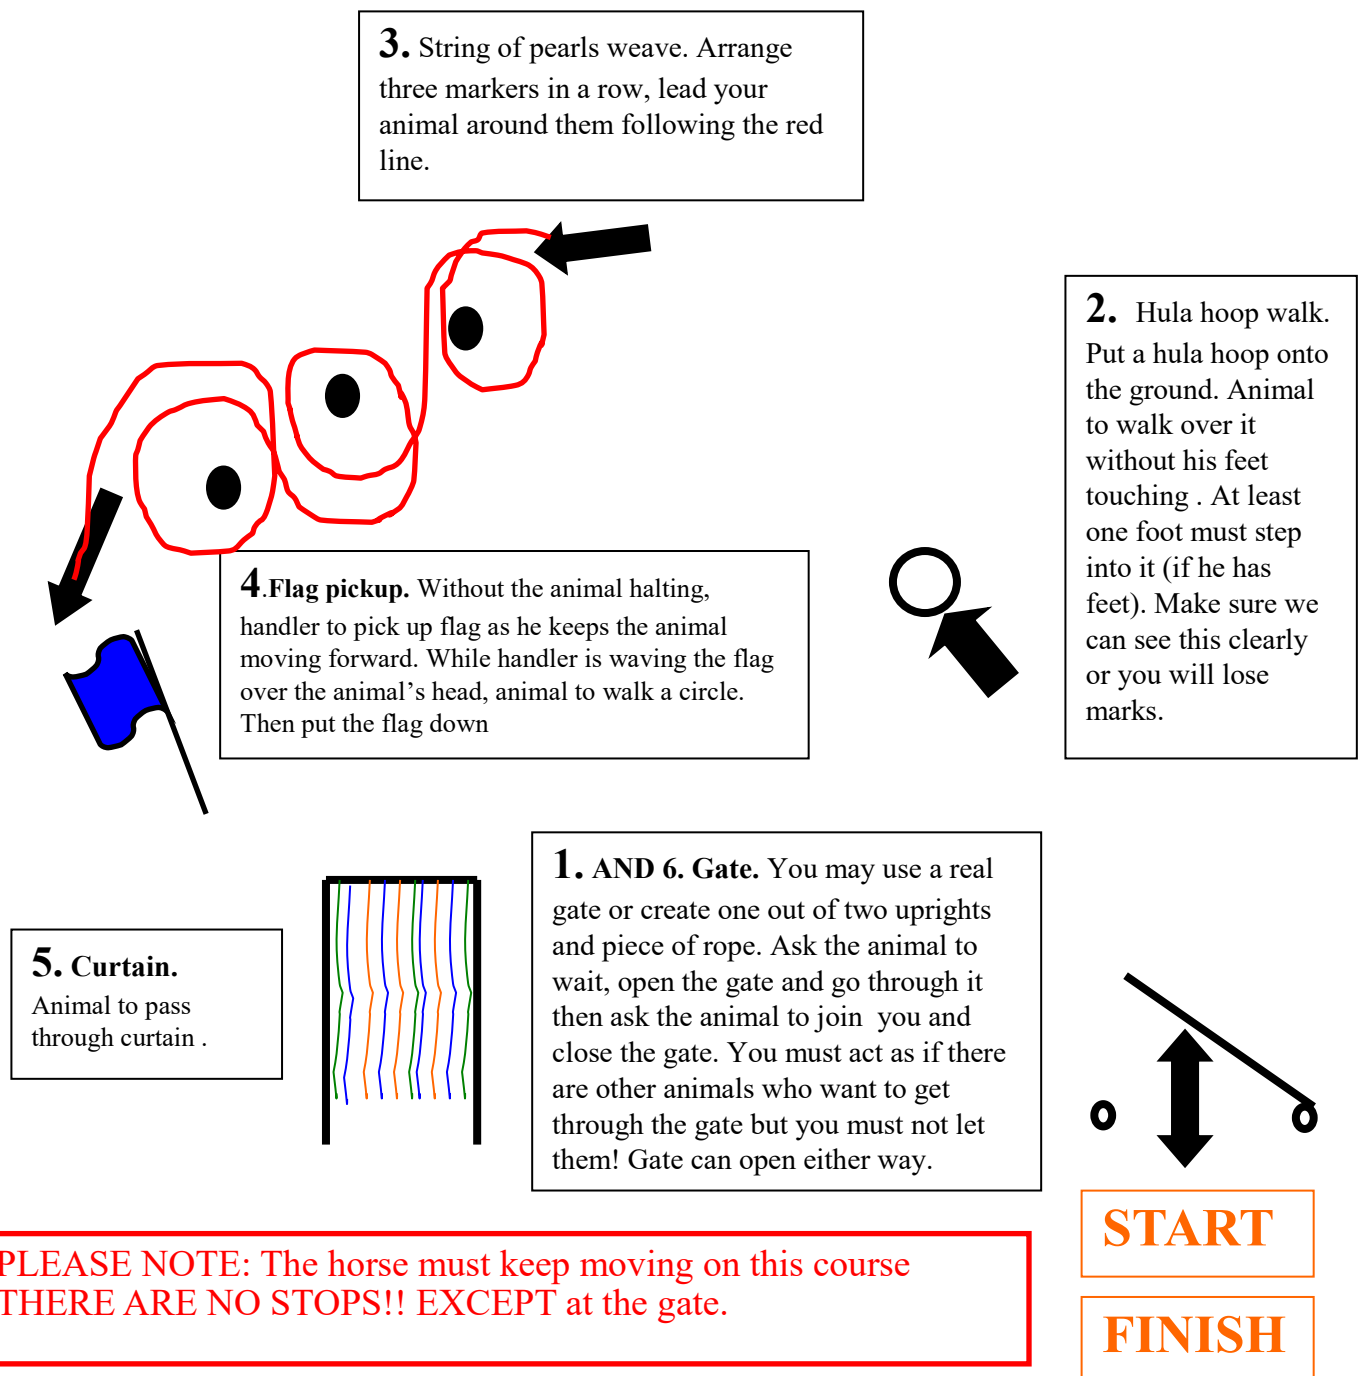 3. String of pearls weave. Arrange
three markers in a row, lead your
animal around them following the red
line.
2. Hula hoop walk.
Put a hula hoop onto
the ground. Animal
to walk over it
without his feet
touching . At least
one foot must step
into it (if he has
feet). Make sure we
can see this clearly
or you will lose
marks.
4.Flag pickup. Without the animal halting,
handler to pick up flag as he keeps the animal
moving forward. While handler is waving the flag
over the animal’s head, animal to walk a circle.
Then put the flag down
1. AND 6. Gate. You may use a real
gate or create one out of two uprights
and piece of rope. Ask the animal to
wait, open the gate and go through it
then ask the animal to join you and
close the gate. You must act as if there
are other animals who want to get
through the gate but you must not let
them! Gate can open either way.
5. Curtain.
Animal to pass
through curtain .
START
PLEASE NOTE: The horse must keep moving on this course
THERE ARE NO STOPS!! EXCEPT at the gate.
FINISH